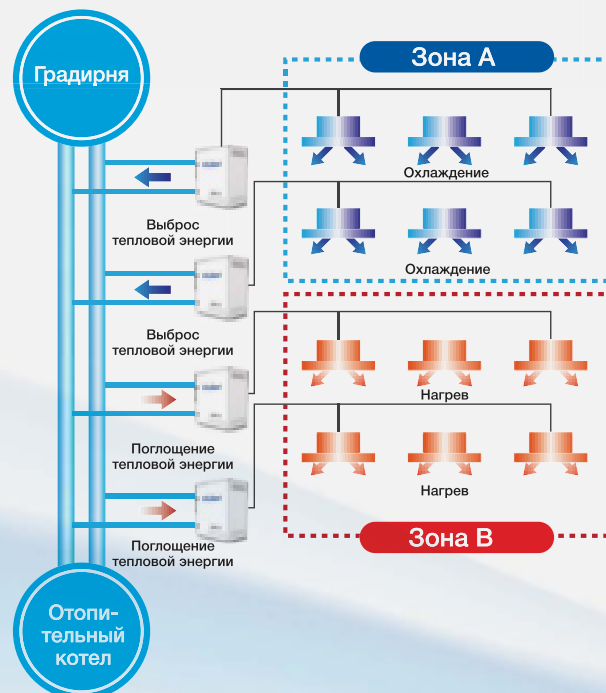 Градирня
Зона А
Охлаждение
Выброс
тепловой энергии
Охлаждение
Выброс
тепловой энергии
Нагрев
Поглощение
тепловой энергии
Нагрев
Зона В
Поглощение
тепловой энергии
Отопи-
тельный
котел